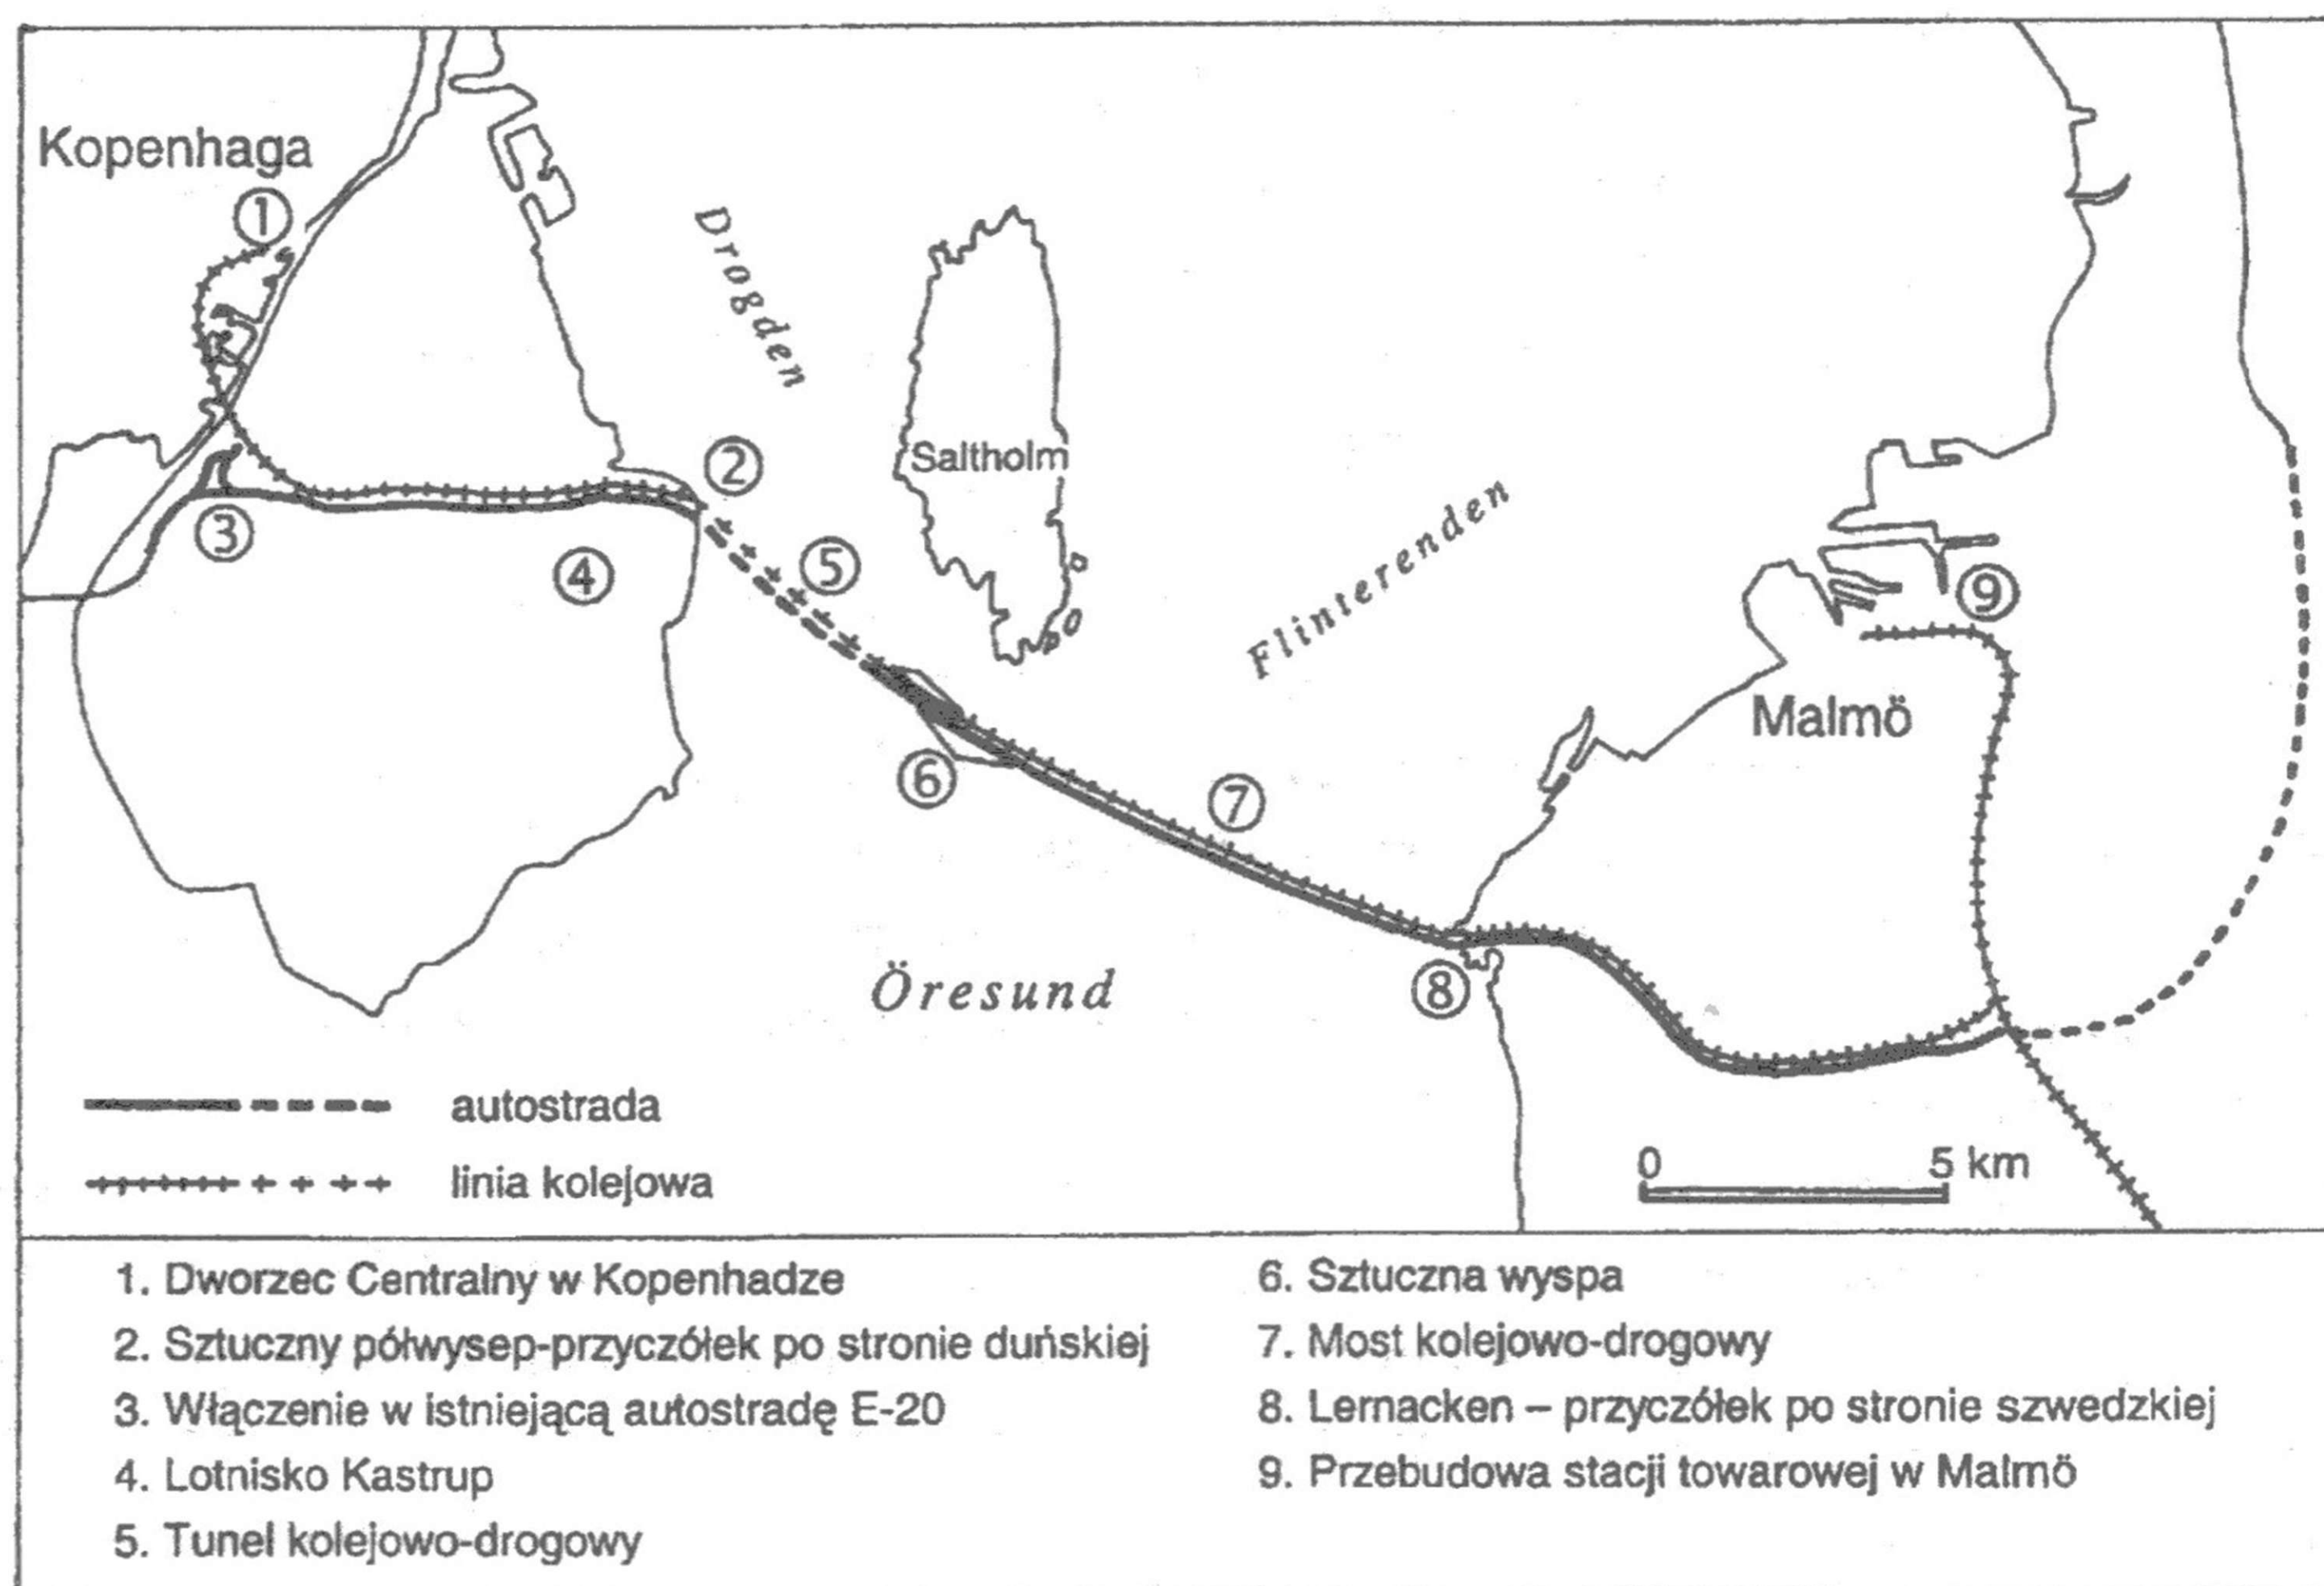 Kopenhaga
1
Drogden
Saltholm
2
3
4
5
Flinterenden
9
Malmö
6
7
Öresund
8
autostrada
linia kolejowa
0 5 km
1. Dworzec Centralny w Kopenhadze
2. Sztuczny półwysep-przyczółek po stronie duńskiej
3. Włączenie w istniejącą autostradę E-20
4. Lotnisko Kastrup
5. Tunel kolejowo-drogowy
6. Sztuczna wyspa
7. Most kolejowo-drogowy
8. Lernacken – przyczółek po stronie szwedzkiej
9. Przebudowa stacji towarowej w Malmö